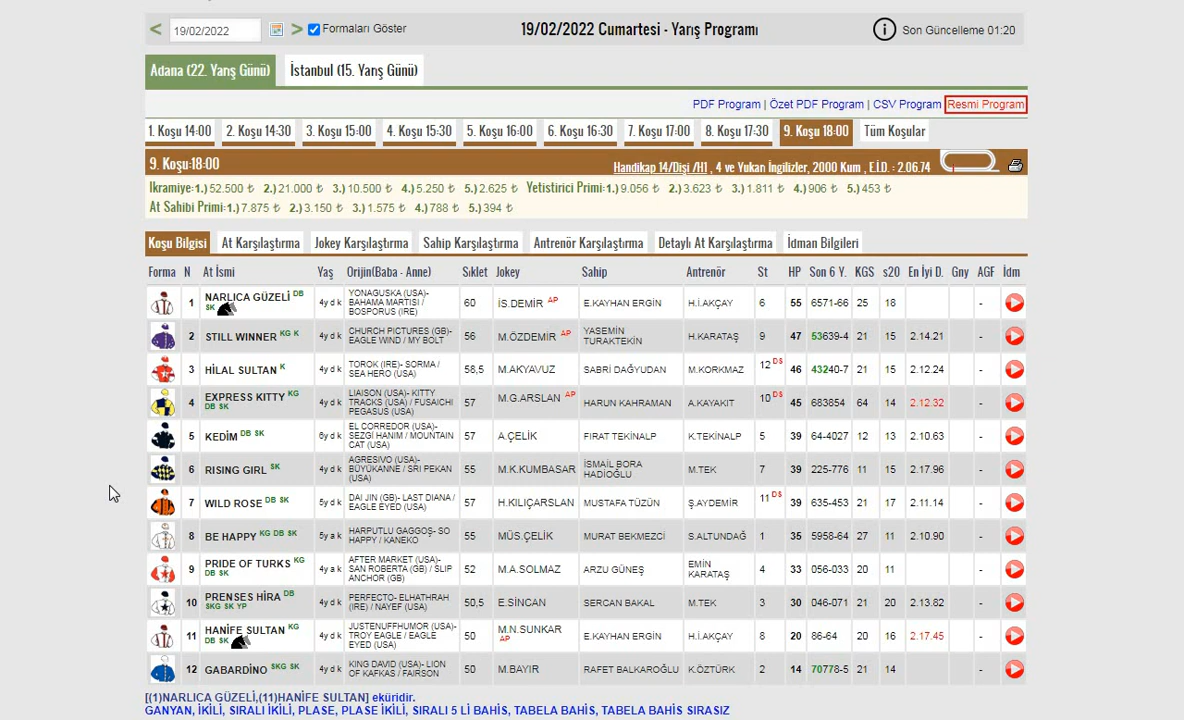 < 19/02/2022 > Formaları Göster 19/02/2022 Cumartesi - Yarış Programı Son Güncelleme 01:20
Adana (22. Yarış Günü) İstanbul (15. Yarış Günü)
PDF Program | Özet PDF Program | CSV Program Resmi Program
1. Koşu 14:00 2. Koşu 14:30 3. Koşu 15:00 4. Koşu 15:30 5. Koşu 16:00 6. Koşu 16:30 7. Koşu 17:00 8. Koşu 17:30 9. Koşu 18:00 Tüm Koşular
9. Koşu:18:00 Handikap 14/Dişi /H1 , 4 ve Yukarı İngilizler, 2000 Kum , E.İ.D. : 2.06.74
Ikramiye:1.) 52.500 ₺ 2.) 21.000 ₺ 3.) 10.500 ₺ 4.) 5.250 ₺ 5.) 2.625 ₺ Yetistirici Primi:1.) 9.056 ₺ 2.) 3.623 ₺ 3.) 1.811 ₺ 4.) 906 ₺ 5.) 453 ₺
At Sahibi Primi:1.) 7.875 ₺ 2.) 3.150 ₺ 3.) 1.575 ₺ 4.) 788 ₺ 5.) 394 ₺
Koşu Bilgisi At Karşılaştırma Jokey Karşılaştırma Sahip Karşılaştırma Antrenör Karşılaştırma Detaylı At Karşılaştırma İdman Bilgileri
Forma N At İsmi Yaş Orijin(Baba - Anne) Sıklet Jokey Sahip Antrenör St HP Son 6 Y. KGS s20 En İyi D. Gny AGF İdm
1 NARLICA GÜZELİ DB SK 4y d k YONAGUSKA (USA)- BAHAMA MARTISI / BOSPORUS (IRE) 60 İS.DEMİR AP E.KAYHAN ERGİN H.İ.AKÇAY 6 55 6571-66 25 18 -
2 STILL WINNER KG K 4y d k CHURCH PICTURES (GB)- EAGLE WIND / MY BOLT 56 M.ÖZDEMİR AP YASEMİN TURAKTEKİN H.KARATAŞ 9 47 53639-4 21 15 2.14.21 -
3 HİLAL SULTAN K 4y d k TOROK (IRE)- SORMA / SEA HERO (USA) 58,5 M.AKYAVUZ SABRİ DAĞYUDAN M.KORKMAZ 12 DS 46 43240-7 21 15 2.12.24 -
4 EXPRESS KITTY KG DB SK 4y d k LIAISON (USA)- KITTY TRACKS (USA) / FUSAICHI PEGASUS (USA) 57 M.G.ARSLAN AP HARUN KAHRAMAN A.KAYAKIT 10 DS 45 683854 64 14 2.12.32 -
5 KEDİM DB SK 6y d k EL CORREDOR (USA)- SEZGİ HANIM / MOUNTAIN CAT (USA) 57 A.ÇELİK FIRAT TEKİNALP K.TEKİNALP 5 39 64-4027 12 13 2.10.63 -
6 RISING GIRL SK 4y d k AGRESIVO (USA)- BÜYÜKANNE / SRI PEKAN (USA) 55 M.K.KUMBASAR İSMAİL BORA HADİOĞLU M.TEK 7 39 225-776 11 15 2.17.96 -
7 WILD ROSE DB SK 5y d k DAI JIN (GB)- LAST DIANA / EAGLE EYED (USA) 57 H.KILIÇARSLAN MUSTAFA TÜZÜN Ş.AYDEMİR 11 DS 39 635-453 21 17 2.11.14 -
8 BE HAPPY KG DB SK 5y a k HARPUTLU GAGGOŞ- SO HAPPY / KANEKO 55 MÜS.ÇELİK MURAT BEKMEZCİ S.ALTUNDAĞ 1 35 5958-64 27 11 2.10.90 -
9 PRIDE OF TURKS KG DB SK 4y a k AFTER MARKET (USA)- SAN ROBERTA (GB) / SLIP ANCHOR (GB) 52 M.A.SOLMAZ ARZU GÜNEŞ EMİN KARATAŞ 4 33 056-033 20 11 -
10 PRENSES HİRA DB SKG SK YP 4y d k PERFECTO- ELHATHRAH (IRE) / NAYEF (USA) 50,5 E.SİNCAN SERCAN BAKAL M.TEK 3 30 046-071 21 20 2.13.82 -
11 HANİFE SULTAN KG DB SK 4y d k JUSTENUFFHUMOR (USA)- TROY EAGLE / EAGLE EYED (USA) 50 M.N.SUNKAR AP E.KAYHAN ERGİN H.İ.AKÇAY 8 20 86-64 20 16 2.17.45 -
12 GABARDİNO SKG SK 4y d k KING DAVID (USA)- LION OF KAFKAS / FAIRSON 50 M.BAYIR RAFET BALKAROĞLU K.ÖZTÜRK 2 14 70778-5 21 14 -
[(1)NARLICA GÜZELİ,(11)HANİFE SULTAN] eküridir.
GANYAN, İKİLİ, SIRALI İKİLİ, PLASE, PLASE İKİLİ, SIRALI 5 Lİ BAHİS, TABELA BAHİS, TABELA BAHİS SIRASIZ